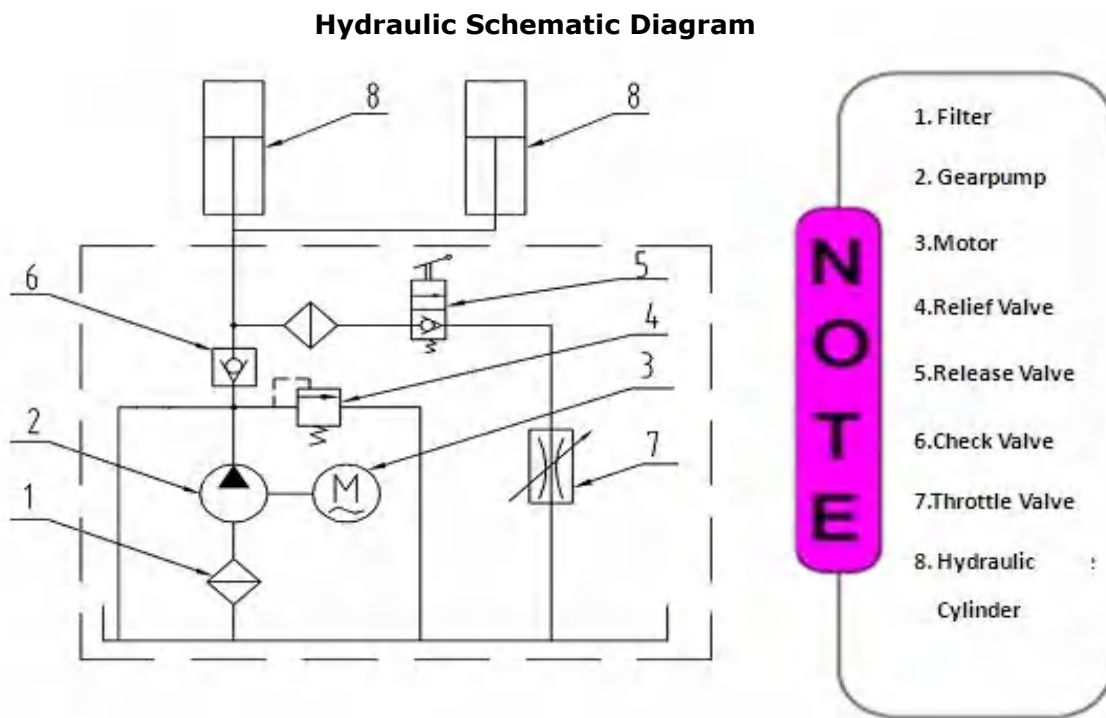 Hydraulic Schematic Diagram
8
8
6
5
4
3
2
7
1
M
NOTE
1. Filter
2. Gearpump
3.Motor
4.Relief Valve
5.Release Valve
6.Check Valve
7.Throttle Valve
8. Hydraulic :
Cylinder